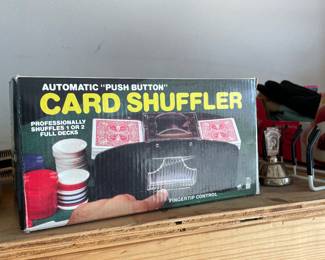 AUTOMATIC "PUSH BUTTON"
CARD SHUFFLER
PROFESSIONALLY
SHUFFLES 1 OR 2
FULL DECKS
FINGERTIP CONTROL